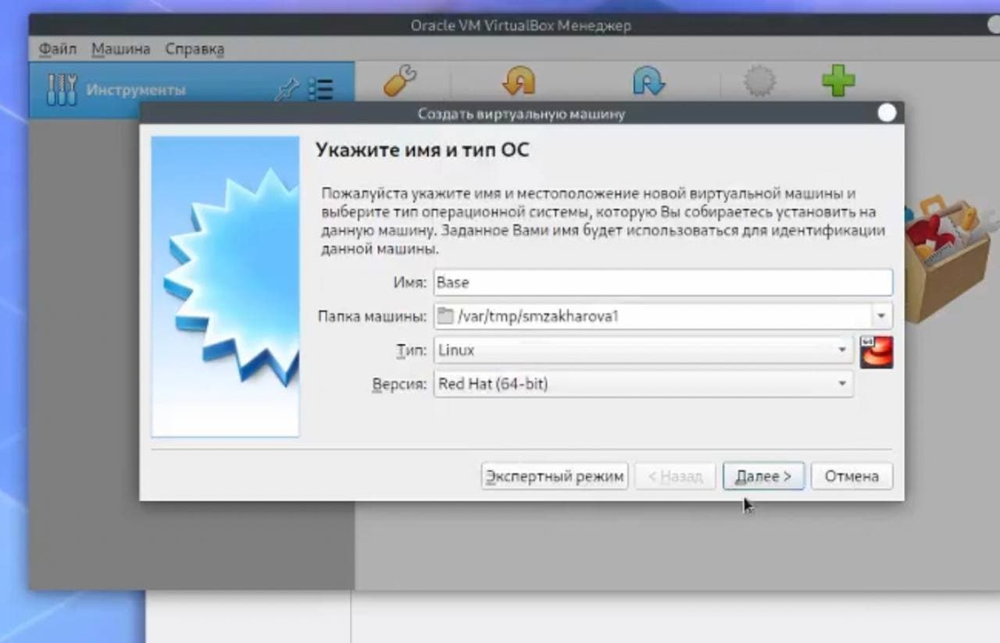 Oracle VM VirtualBox Менеджер
Файл Машина Справка
Инструменты
Создать виртуальную машину
Укажите имя и тип ОС
Пожалуйста укажите имя и местоположение новой виртуальной машины и
выберите тип операционной системы, которую Вы собираетесь установить на
данную машину. Заданное Вами имя будет использоваться для идентификации
данной машины.
Имя: Base
Папка машины: /var/tmp/smzakharova1
Тип: Linux
64
Версия: Red Hat (64-bit)
Экспертный режим < Назад Далее > Отмена